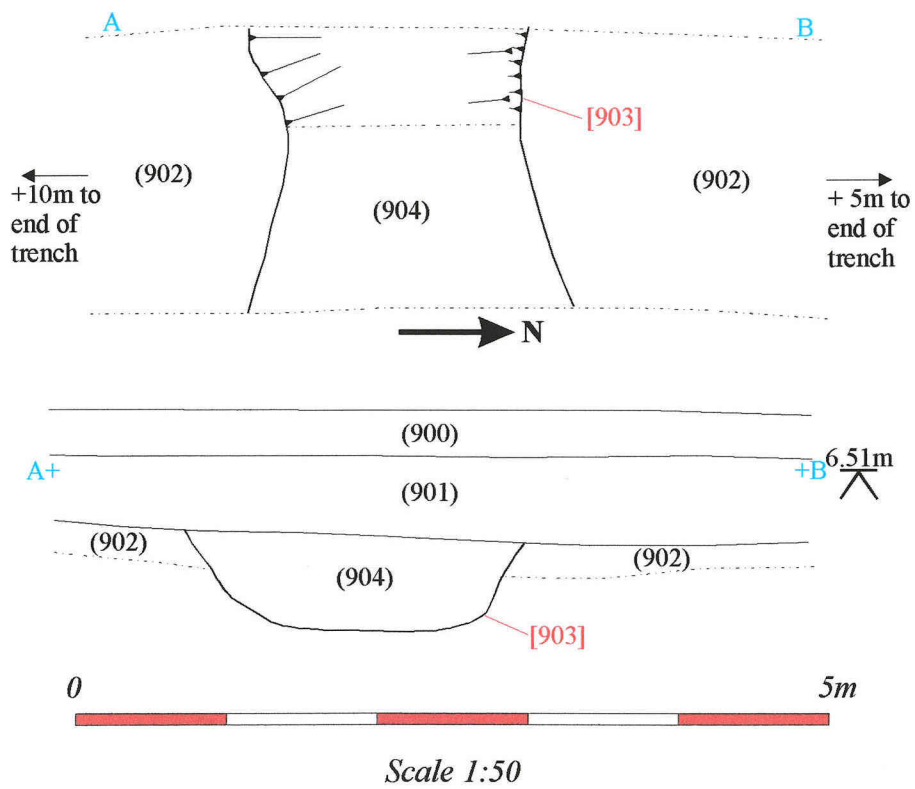 A B
[903]
(902) (902)
+10m to
end of
trench
(904)
+ 5m to
end of
trench
N
(900)
A+ +B 6.51m
(901)
(902) (902)
(904)
[903]
0 5m
Scale 1:50